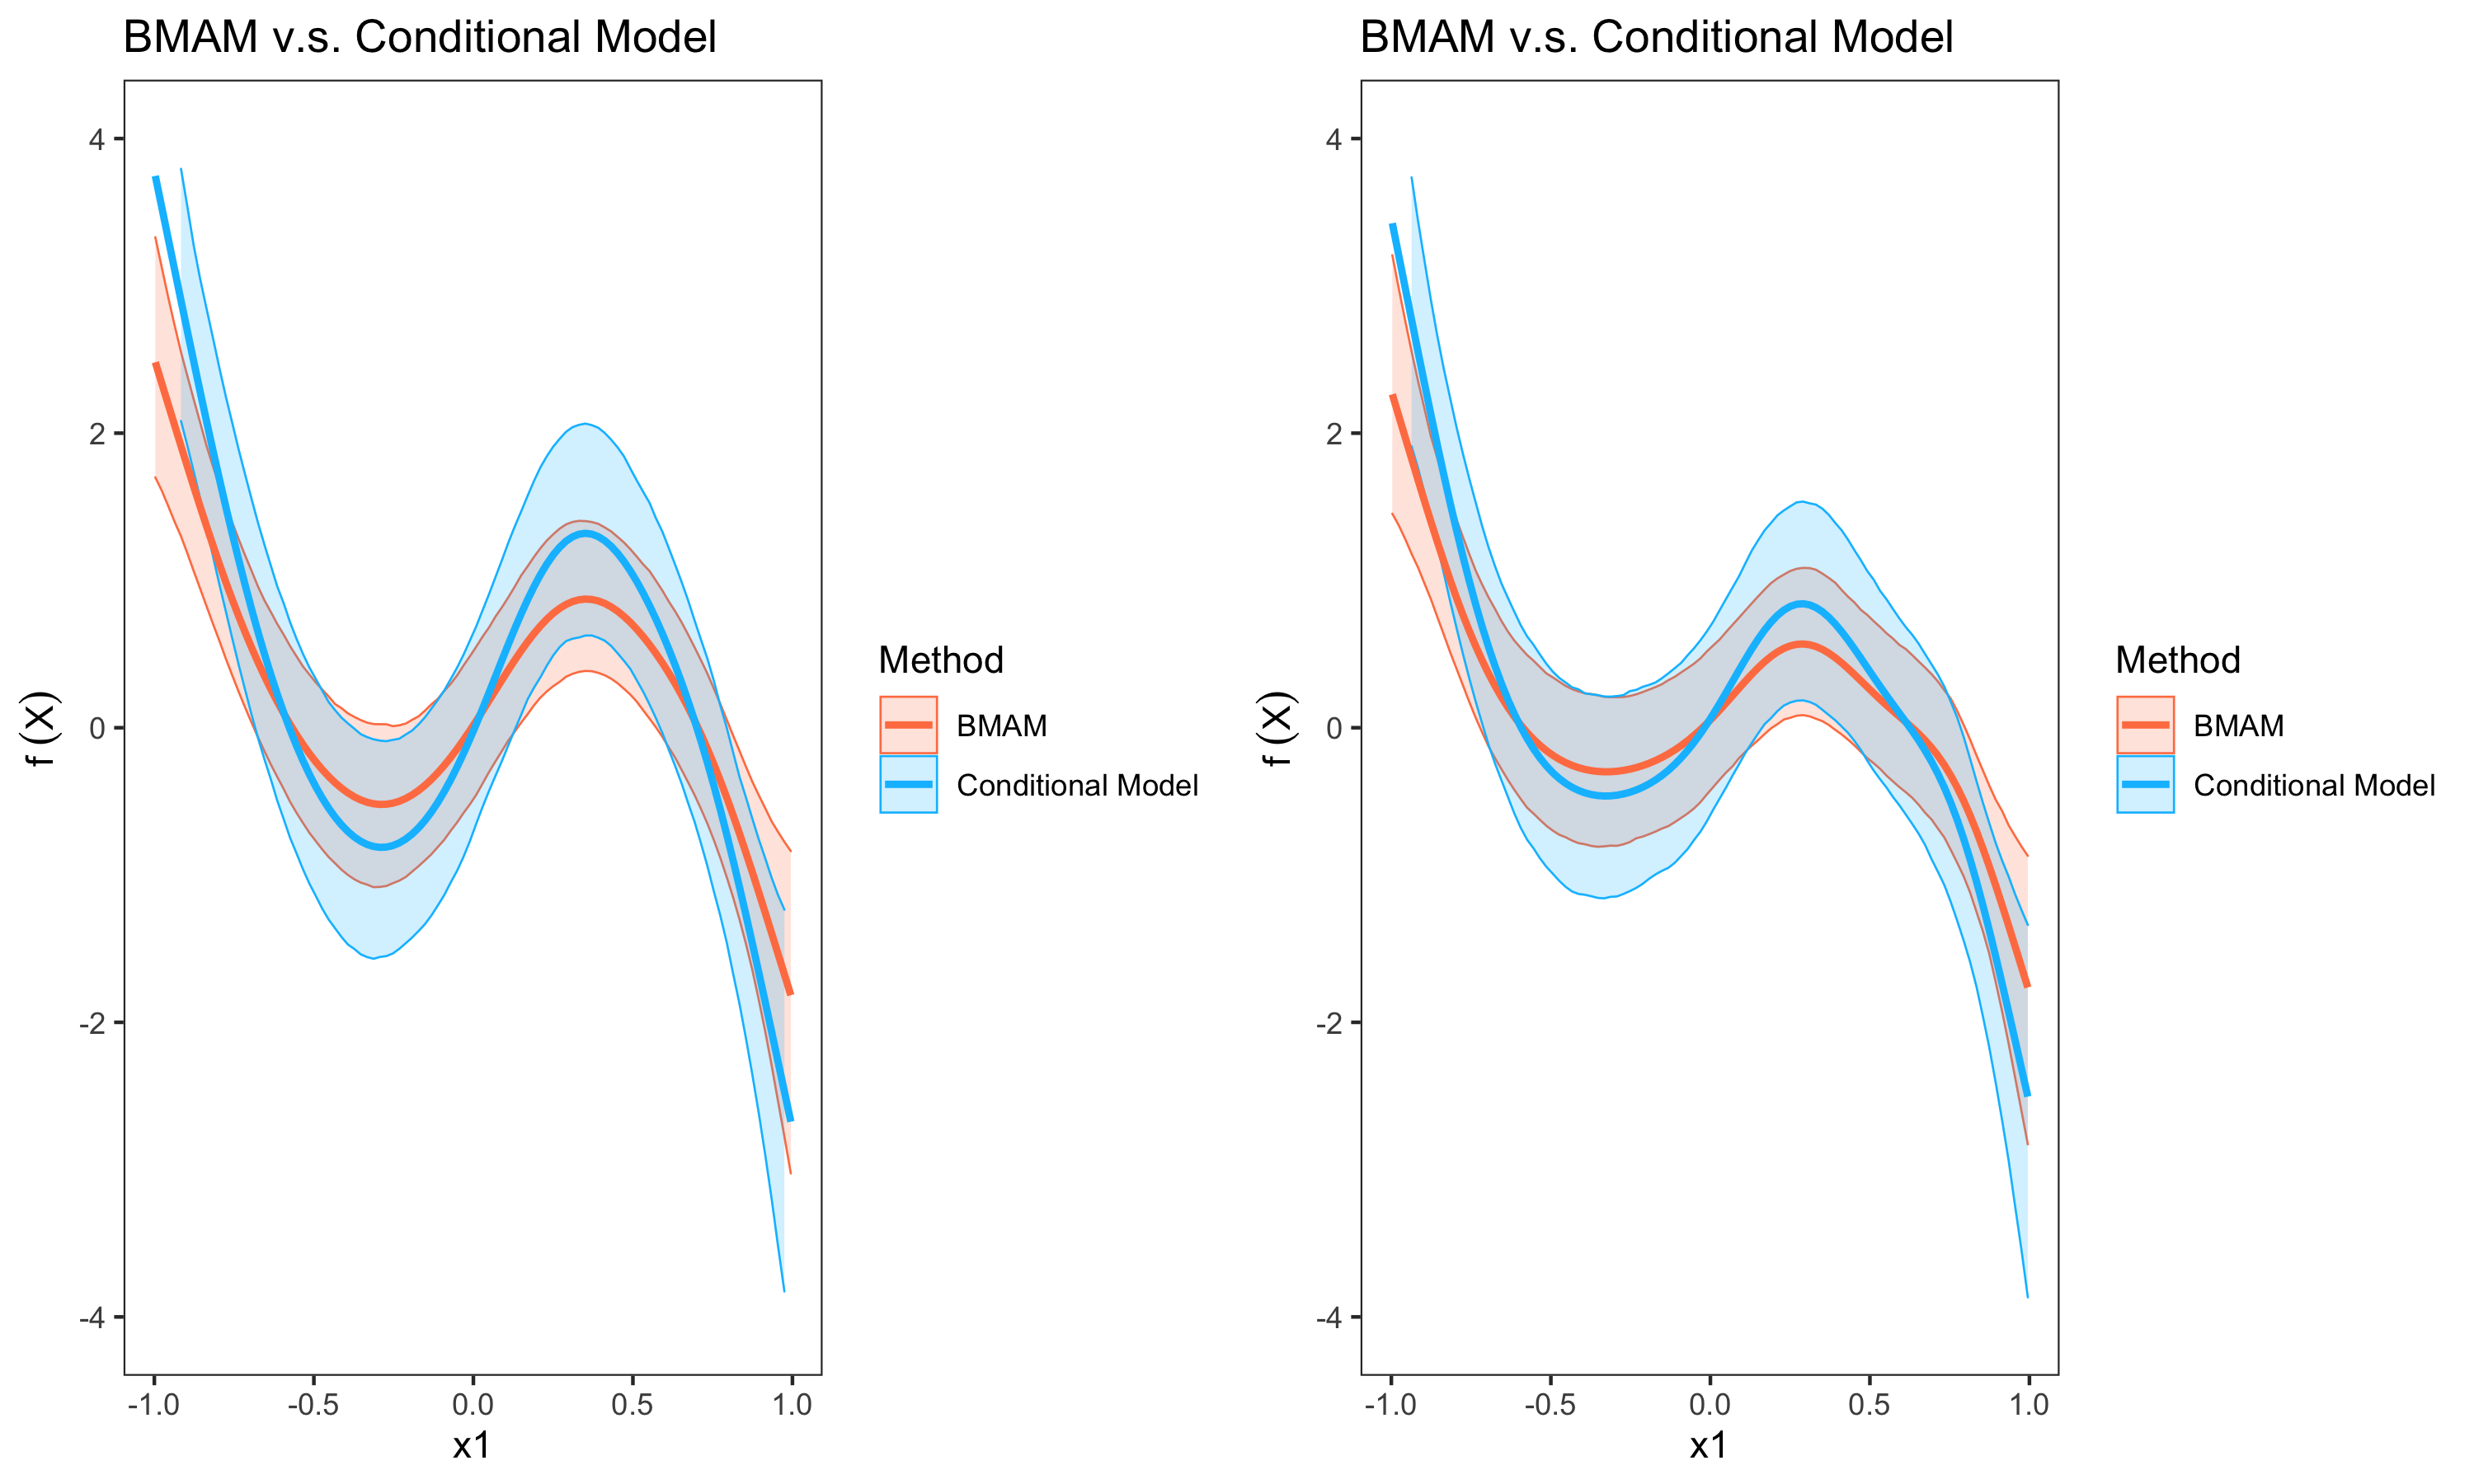 BMAM v.s. Conditional Model
4
2
0
-2
-4
f (X)
-1.0 -0.5 0.0 0.5 1.0
x1
Method
BMAM
Conditional Model
BMAM v.s. Conditional Model
4
2
0
-2
-4
f (X)
-1.0 -0.5 0.0 0.5 1.0
x1
Method
BMAM
Conditional Model